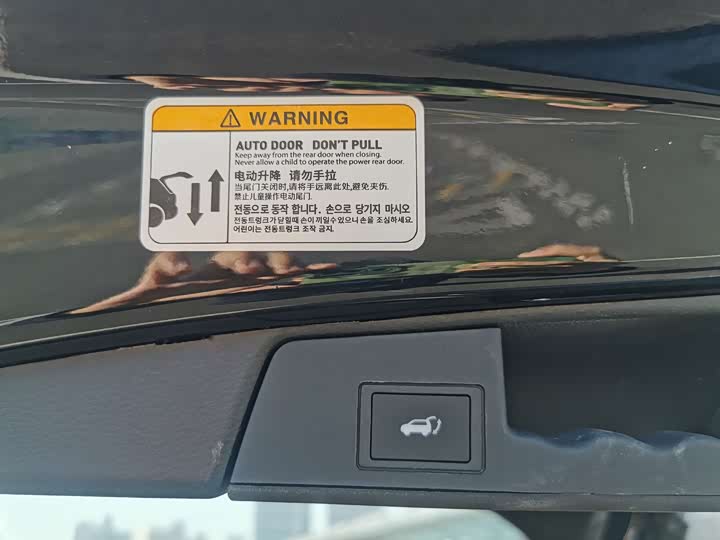 WARNING
AUTO DOOR DON'T PULL
Keep away from the rear door when closing.
Never allow a child to operate the power rear door.
电动升降 请勿手拉
当尾门关闭时,请将手远离此处,避免夹伤.
禁止儿童操作电动尾门.
전동으로 동작 합니다. 손으로 당기지 마시오
전동트렁크가 닫힐때 손이 끼일수 있으니 손을 조심하세요.
어린이는 전동트렁크 조작 금지.